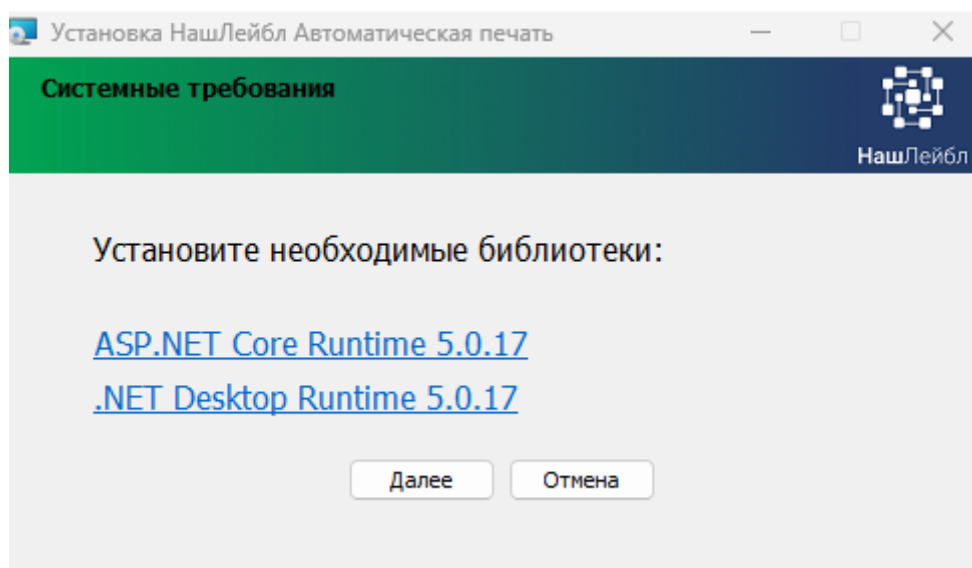 Установка НашЛейбл Автоматическая печать
Системные требования
НашЛейбл
Установите необходимые библиотеки:
ASP.NET Core Runtime 5.0.17
.NET Desktop Runtime 5.0.17
Далее Отмена